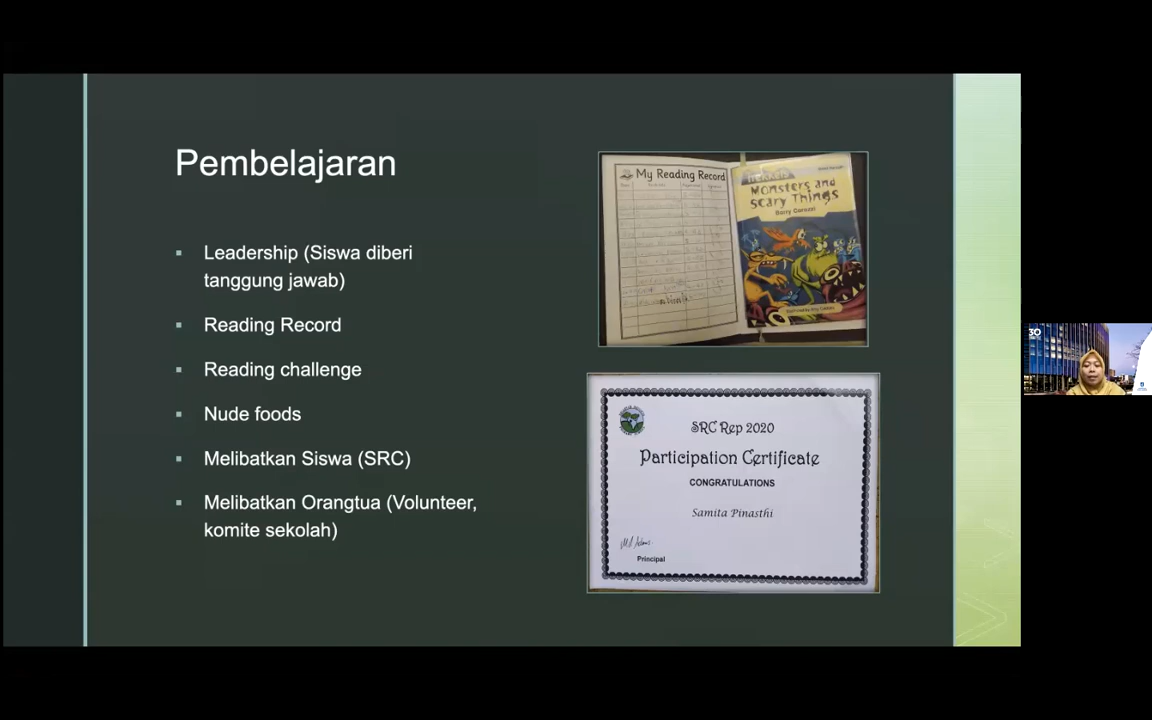 Pembelajaran
Leadership (Siswa diberi
tanggung jawab)
Reading Record
Reading challenge
Nude foods
Melibatkan Siswa (SRC)
Melibatkan Orangtua (Volunteer,
komite sekolah)
My Reading Record
Monsters and
Scary Things
SRC Rep 2020
Participation Certificate
CONGRATULATIONS
Samita Pinasthi
Principal
30